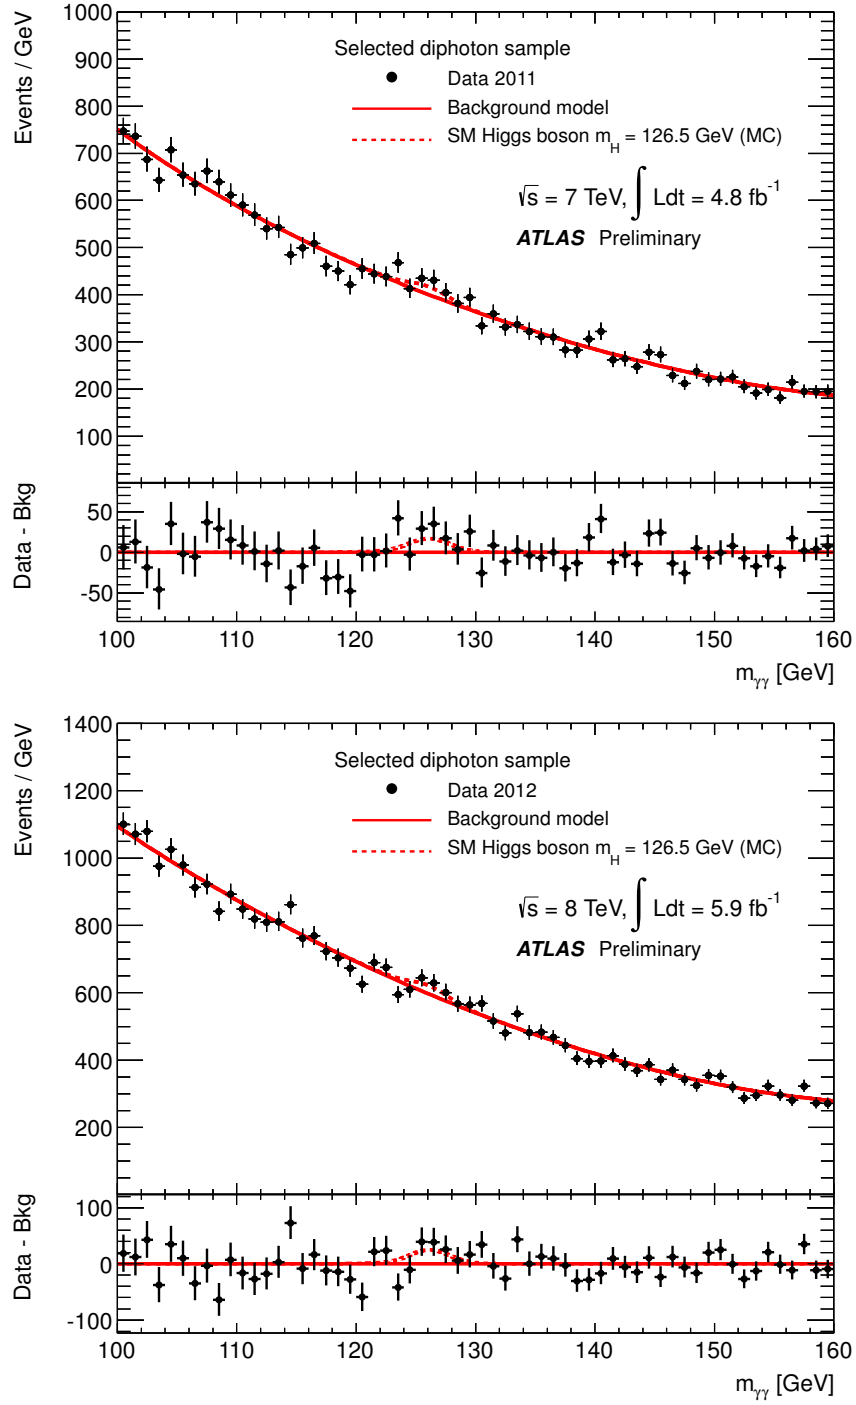 Events / GeV
1000
900
800
700
600
500
400
300
200
100
Selected diphoton sample
Data 2011
Background model
SM Higgs boson m_H = 126.5 GeV (MC)
√s = 7 TeV, ∫ Ldt = 4.8 fb⁻¹
ATLAS Preliminary
Data - Bkg
50
0
-50
100 110 120 130 140 150 160
m_γγ [GeV]
Events / GeV
1400
1200
1000
800
600
400
200
Selected diphoton sample
Data 2012
Background model
SM Higgs boson m_H = 126.5 GeV (MC)
√s = 8 TeV, ∫ Ldt = 5.9 fb⁻¹
ATLAS Preliminary
Data - Bkg
100
0
-100
100 110 120 130 140 150 160
m_γγ [GeV]